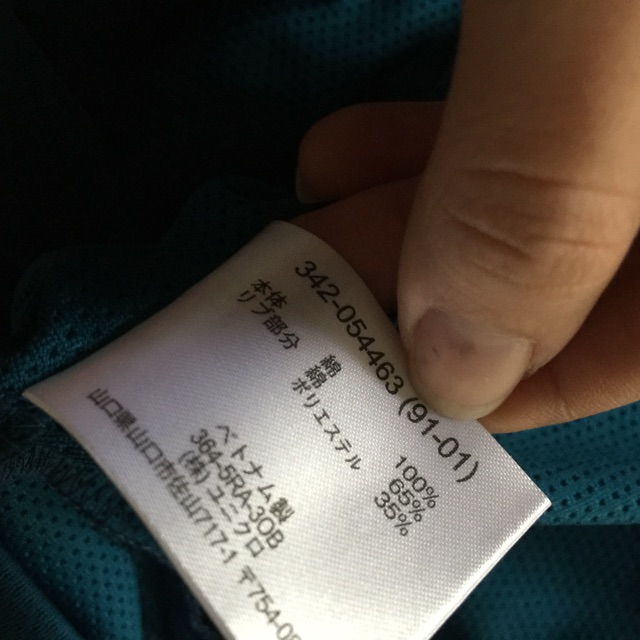 342-054463 (91-01)
本体 綿 100%
リブ部分 綿 65%
ポリエステル 35%
ベトナム製
364-5RA-30B
(株)ユニクロ
山口県山口市佐山717-1 〒754-0